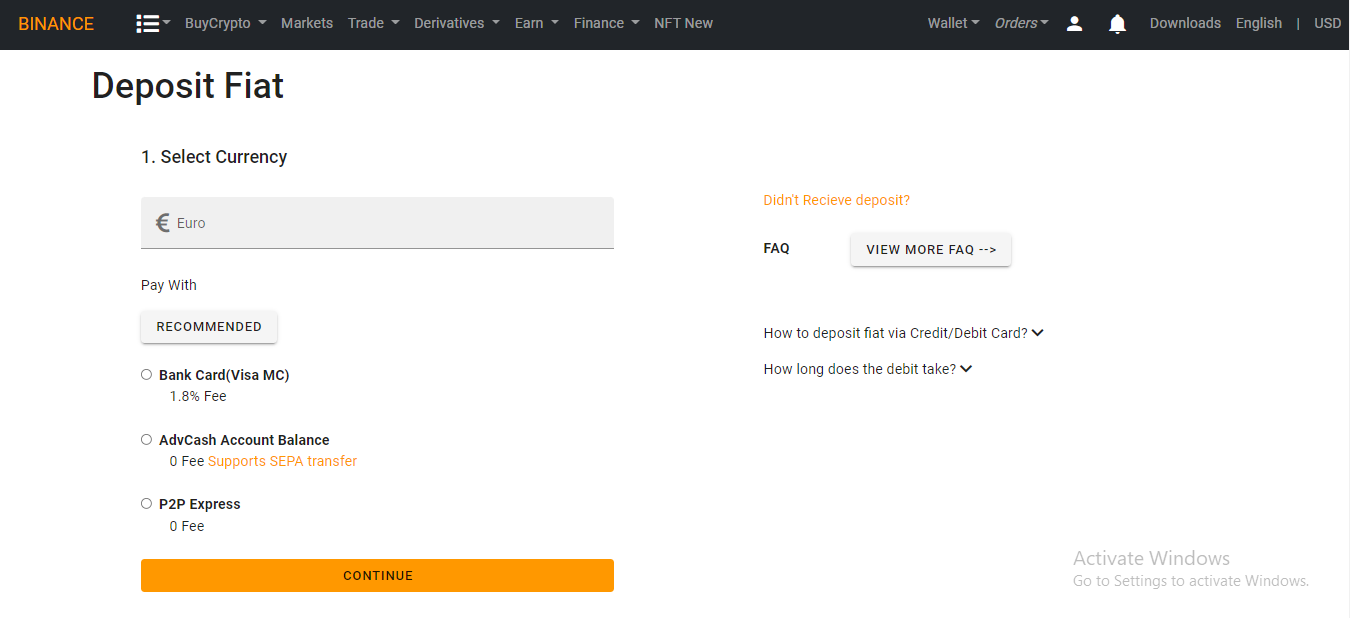 BINANCE BuyCrypto Markets Trade Derivatives Earn Finance NFT New Wallet Orders Downloads English | USD
Deposit Fiat
1. Select Currency
€ Euro
Pay With
RECOMMENDED
Bank Card(Visa MC)
1.8% Fee
AdvCash Account Balance
0 Fee Supports SEPA transfer
P2P Express
0 Fee
CONTINUE
Didn't Recieve deposit?
FAQ VIEW MORE FAQ -->
How to deposit fiat via Credit/Debit Card?
How long does the debit take?
Activate Windows
Go to Settings to activate Windows.